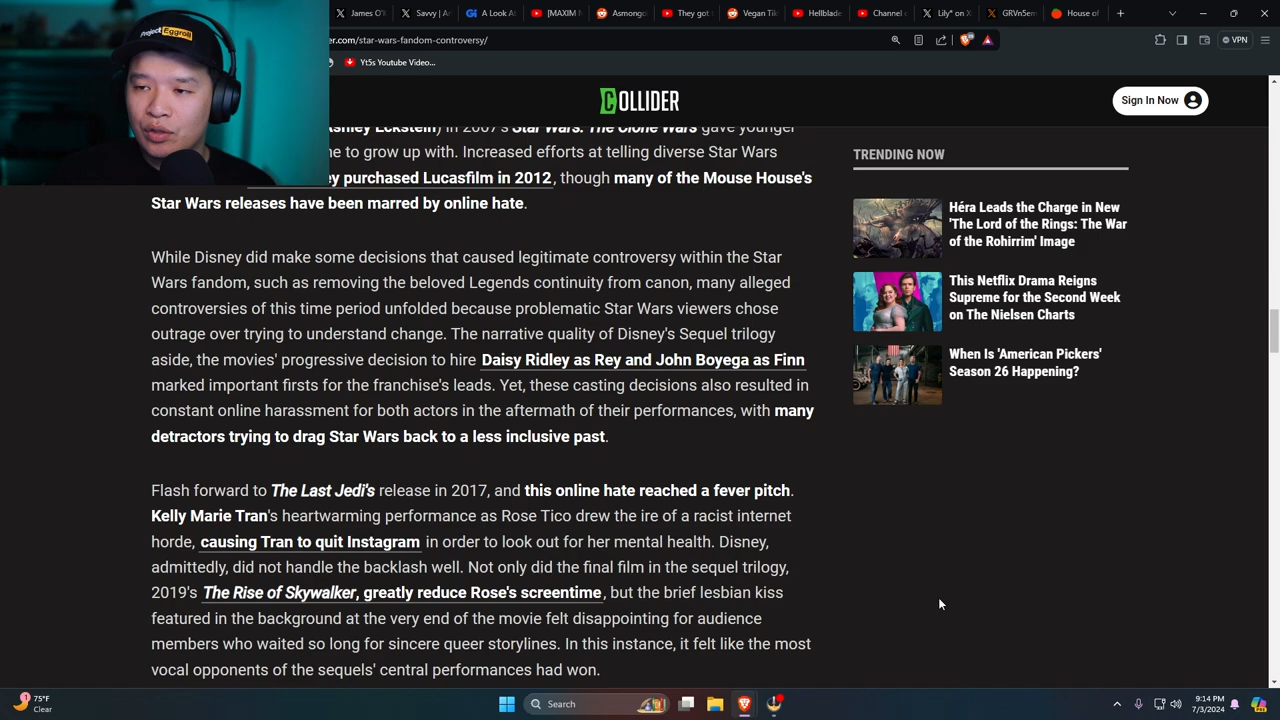 James O'K
Savvy | A
A Look At
[MAXIM N
Asmongo
They got
Vegan Tik
Hellblade
Channel c
Lily* on X
GRVn5em
House of
er.com/star-wars-fandom-controversy/
VPN
Yt5s Youtube Video...
Project Eggroll
COLLIDER
Sign In Now
shley Eckstein) in 2007's Star Wars: The Clone Wars gave younger
me to grow up with. Increased efforts at telling diverse Star Wars
ey purchased Lucasfilm in 2012, though many of the Mouse House's
Star Wars releases have been marred by online hate.
While Disney did make some decisions that caused legitimate controversy within the Star
Wars fandom, such as removing the beloved Legends continuity from canon, many alleged
controversies of this time period unfolded because problematic Star Wars viewers chose
outrage over trying to understand change. The narrative quality of Disney's Sequel trilogy
aside, the movies' progressive decision to hire Daisy Ridley as Rey and John Boyega as Finn
marked important firsts for the franchise's leads. Yet, these casting decisions also resulted in
constant online harassment for both actors in the aftermath of their performances, with many
detractors trying to drag Star Wars back to a less inclusive past.
Flash forward to The Last Jedi's release in 2017, and this online hate reached a fever pitch.
Kelly Marie Tran's heartwarming performance as Rose Tico drew the ire of a racist internet
horde, causing Tran to quit Instagram in order to look out for her mental health. Disney,
admittedly, did not handle the backlash well. Not only did the final film in the sequel trilogy,
2019's The Rise of Skywalker, greatly reduce Rose's screentime, but the brief lesbian kiss
featured in the background at the very end of the movie felt disappointing for audience
members who waited so long for sincere queer storylines. In this instance, it felt like the most
vocal opponents of the sequels' central performances had won.
TRENDING NOW
Héra Leads the Charge in New
'The Lord of the Rings: The War
of the Rohirrim' Image
This Netflix Drama Reigns
Supreme for the Second Week
on The Nielsen Charts
When Is 'American Pickers'
Season 26 Happening?
1
75°F
Clear
Search
9:14 PM
7/3/2024